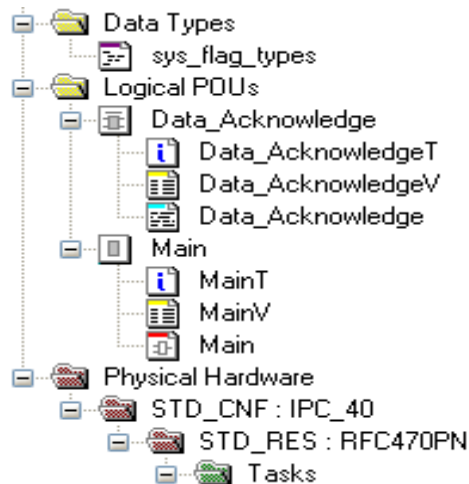 Data Types
sys_flag_types
Logical POUs
Data_Acknowledge
Data_AcknowledgeT
Data_AcknowledgeV
Data_Acknowledge
Main
MainT
MainV
Main
Physical Hardware
STD_CNF : IPC_40
STD_RES : RFC470PN
Tasks